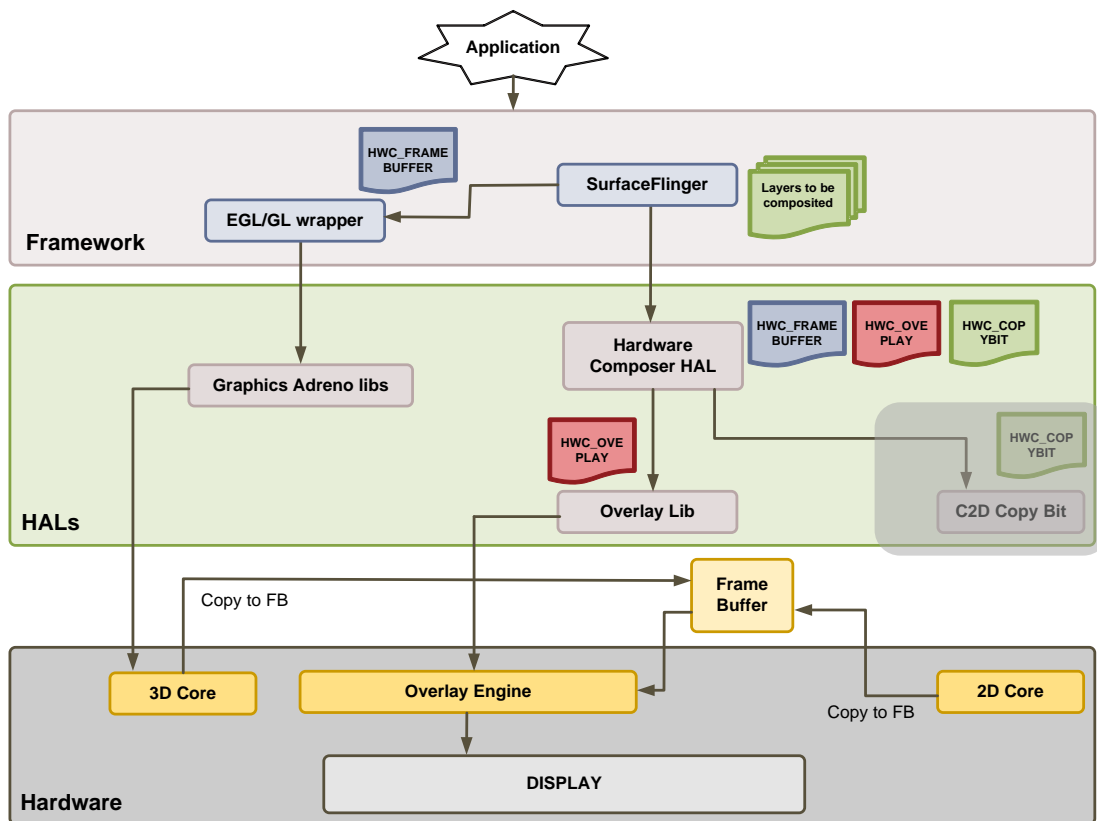 Application
HWC_FRAME
BUFFER
SurfaceFlinger
Layers to be
composited
EGL/GL wrapper
Framework
HWC_FRAME
BUFFER
HWC_OVE
PLAY
HWC_COP
YBIT
Hardware
Composer HAL
Graphics Adreno libs
HWC_OVE
PLAY
HWC_COP
YBIT
Overlay Lib
C2D Copy Bit
HALs
Frame
Buffer
Copy to FB
3D Core
Overlay Engine
2D Core
Copy to FB
DISPLAY
Hardware